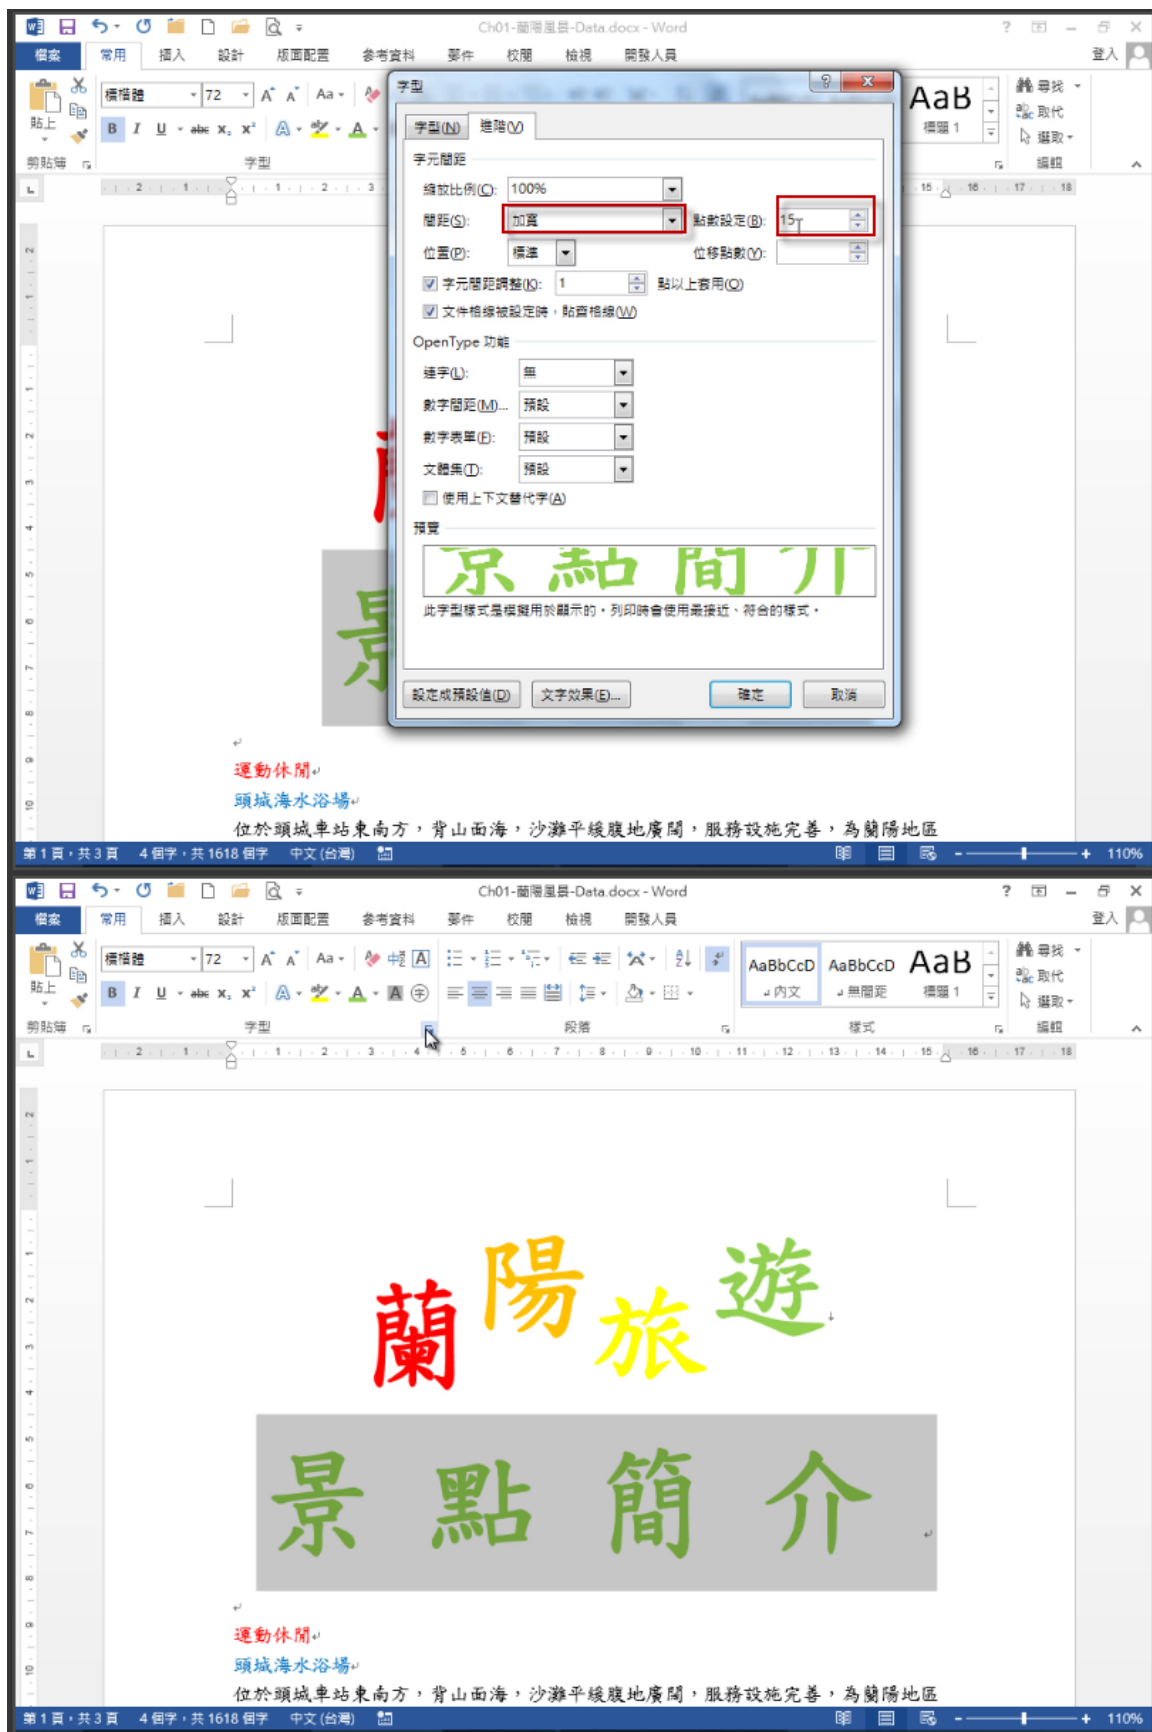 Ch01-蘭陽風景-Data.docx - Word
檔案 常用 插入 設計 版面配置 參考資料 郵件 校閱 檢視 開發人員 登入
標楷體 72 Aa
貼上 B I U abc X₂ X² A A
剪貼簿 字型
AaB
標題 1
尋找
取代
選取
編輯
字型
字型(N) 進階(V)
字元間距
縮放比例(C): 100%
間距(S): 加寬 點數設定(B): 15
位置(P): 標準 位移點數(Y):
字元間距調整(K): 1 點以上套用(O)
文件格線被設定時，貼齊格線(W)
OpenType 功能
連字(L): 無
數字間距(M)... 預設
數字表單(F): 預設
文體集(T): 預設
使用上下文替代字(A)
預覽
景點簡介
此字型樣式是模擬用於顯示的，列印時會使用最接近、符合的樣式。
設定成預設值(D) 文字效果(E)... 確定 取消
運動休閒
頭城海水浴場
位於頭城車站東南方，背山面海，沙灘平緩腹地廣闊，服務設施完善，為蘭陽地區
第 1 頁，共 3 頁 4 個字，共 1618 個字 中文 (台灣) 110%
Ch01-蘭陽風景-Data.docx - Word
檔案 常用 插入 設計 版面配置 參考資料 郵件 校閱 檢視 開發人員 登入
標楷體 72 Aa
貼上 B I U abc X₂ X² A A A 字
剪貼簿 字型 段落 樣式 編輯
AaBbCcD AaBbCcD AaB
內文 無間距 標題 1
尋找
取代
選取
蘭陽旅遊
景點簡介
運動休閒
頭城海水浴場
位於頭城車站東南方，背山面海，沙灘平緩腹地廣闊，服務設施完善，為蘭陽地區
第 1 頁，共 3 頁 4 個字，共 1618 個字 中文 (台灣) 110%